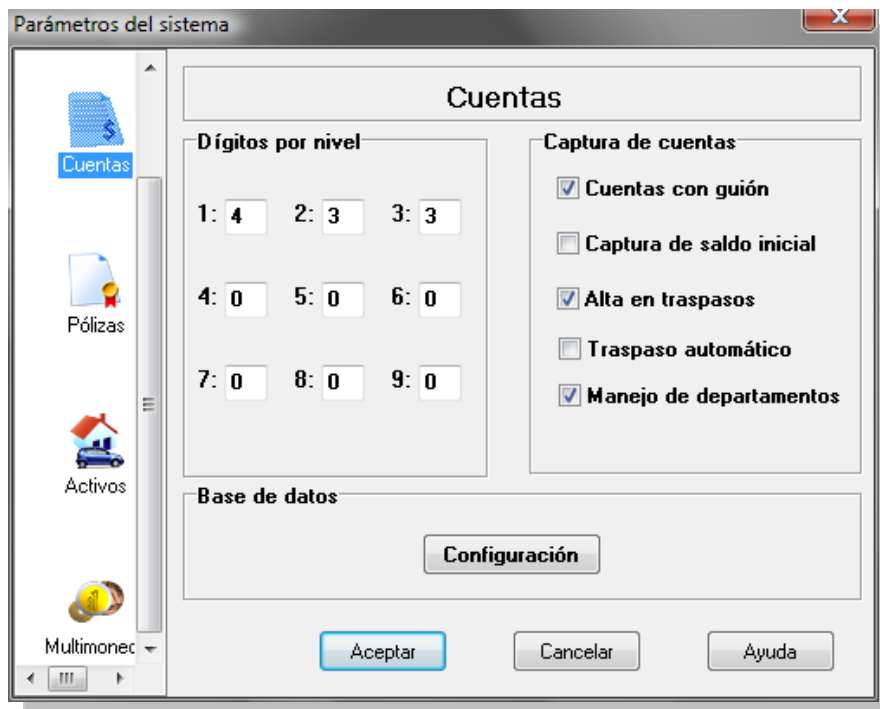 Parámetros del sistema
Cuentas
Pólizas
Activos
Multimonec
Cuentas
Dígitos por nivel
1: 4 2: 3 3: 3
4: 0 5: 0 6: 0
7: 0 8: 0 9: 0
Captura de cuentas
Cuentas con guión
Captura de saldo inicial
Alta en traspasos
Traspaso automático
Manejo de departamentos
Base de datos
Configuración
Aceptar Cancelar Ayuda